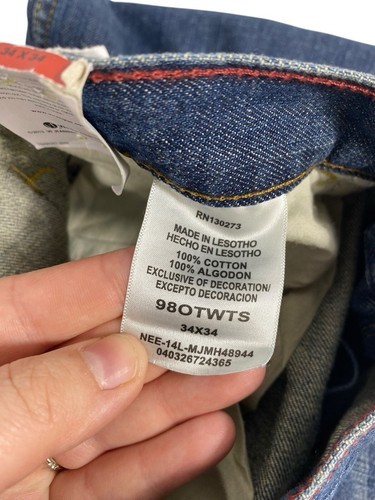 34X34
RN130273
MADE IN LESOTHO
HECHO EN LESOTHO
100% COTTON
100% ALGODON
EXCLUSIVE OF DECORATION/
EXCEPTO DECORACION
98OTWTS
34X34
NEE-14L-MJMH48944
040326724365